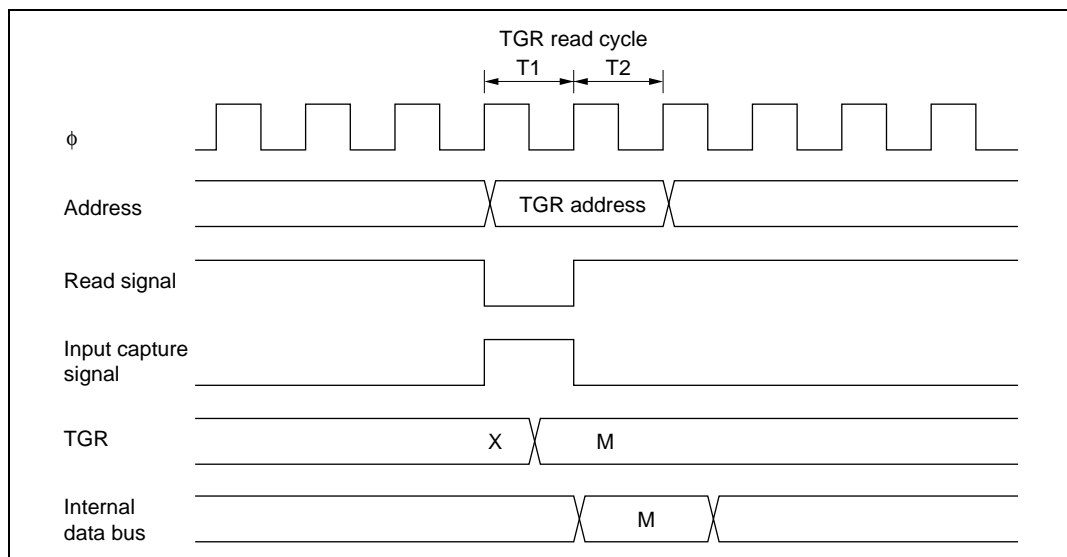 TGR read cycle
T1 T2
ϕ
Address
TGR address
Read signal
Input capture
signal
TGR
X M
Internal
data bus
M